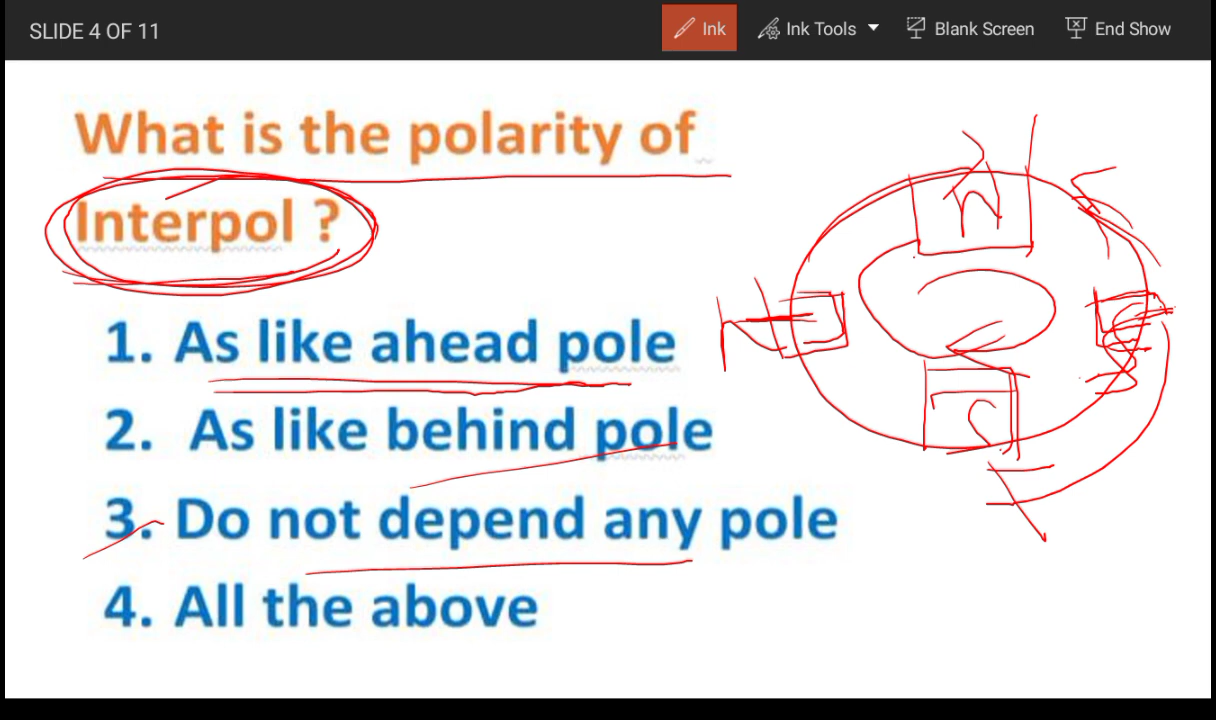 SLIDE 4 OF 11
Ink
Ink Tools
Blank Screen
End Show
What is the polarity of
Interpol ?
1. As like ahead pole
2. As like behind pole
3. Do not depend any pole
4. All the above
n